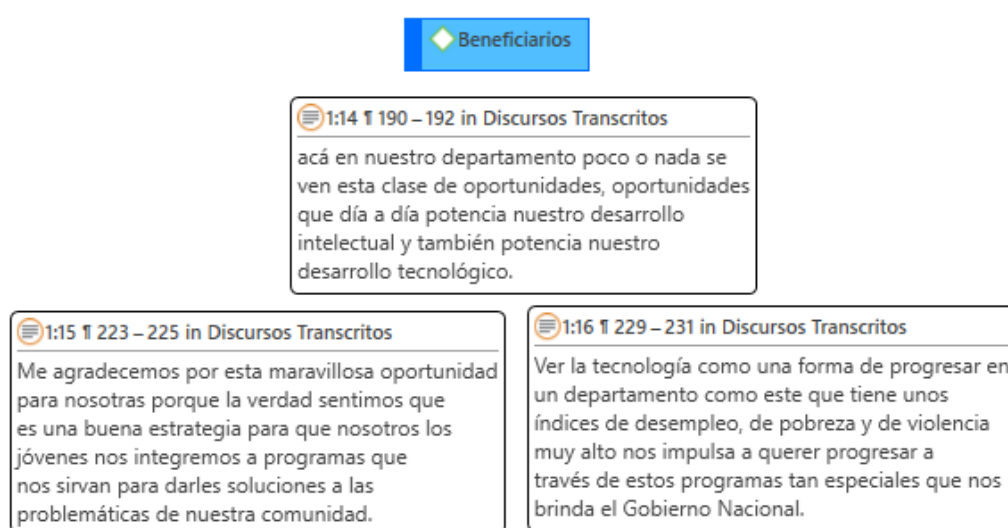 Beneficiarios
1:14 ¶ 190 – 192 in Discursos Transcritos
acá en nuestro departamento poco o nada se
ven esta clase de oportunidades, oportunidades
que día a día potencia nuestro desarrollo
intelectual y también potencia nuestro
desarrollo tecnológico.
1:15 ¶ 223 – 225 in Discursos Transcritos
Me agradecemos por esta maravillosa oportunidad
para nosotras porque la verdad sentimos que
es una buena estrategia para que nosotros los
jóvenes nos integremos a programas que
nos sirvan para darles soluciones a las
problemáticas de nuestra comunidad.
1:16 ¶ 229 – 231 in Discursos Transcritos
Ver la tecnología como una forma de progresar en
un departamento como este que tiene unos
índices de desempleo, de pobreza y de violencia
muy alto nos impulsa a querer progresar a
través de estos programas tan especiales que nos
brinda el Gobierno Nacional.